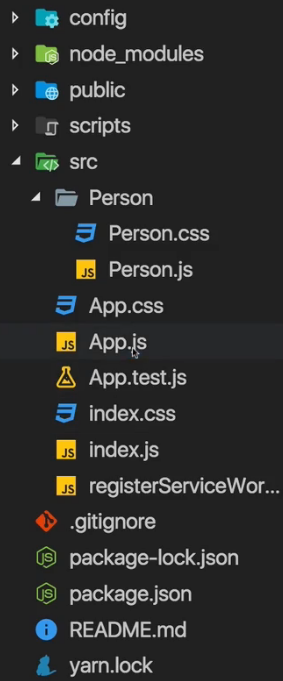 config
node_modules
public
scripts
src
Person
Person.css
JS Person.js
App.css
JS App.js
App.test.js
index.css
JS index.js
JS registerServiceWor...
.gitignore
package-lock.json
package.json
README.md
yarn.lock